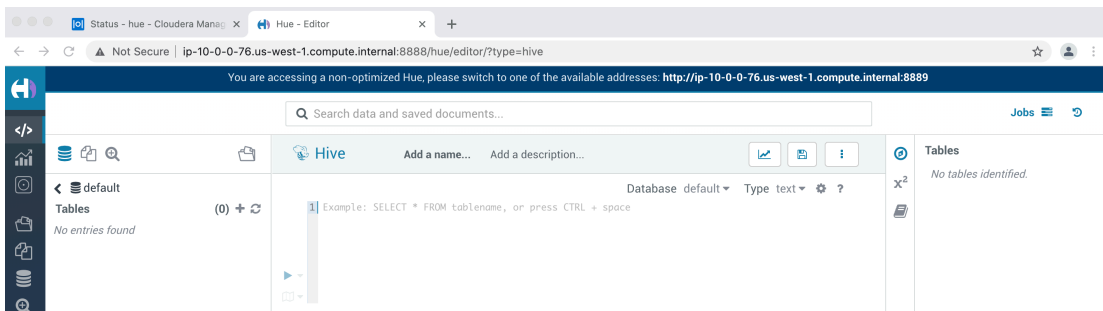 Status - hue - Cloudera Manag
Hue - Editor
Not Secure | ip-10-0-0-76.us-west-1.compute.internal:8888/hue/editor/?type=hive
You are accessing a non-optimized Hue, please switch to one of the available addresses: http://ip-10-0-0-76.us-west-1.compute.internal:8889
Search data and saved documents...
Jobs
Hive Add a name... Add a description...
default
Tables (0)
No entries found
Database default Type text ?
1 Example: SELECT * FROM tablename, or press CTRL + space
x²
Tables
No tables identified.